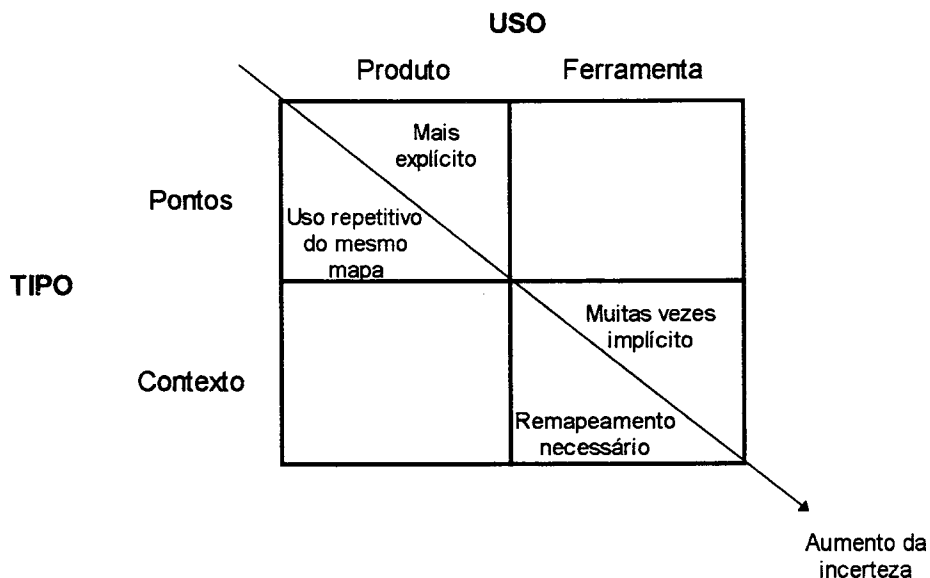 USO
Produto
Ferramenta
Mais
explícito
Pontos
Uso repetitivo
do mesmo
mapa
TIPO
Muitas vezes
implícito
Contexto
Remapeamento
necessário
Aumento da
incerteza